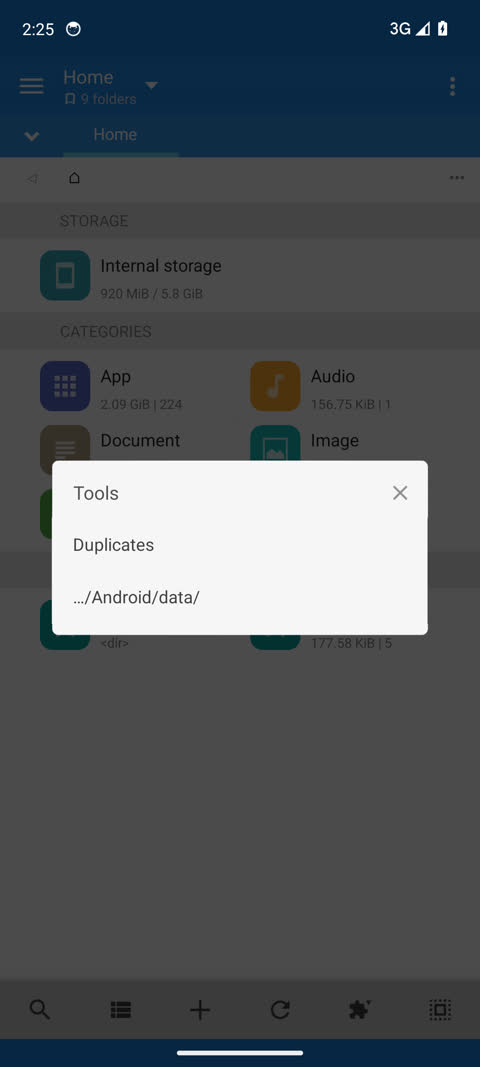 2:25
3G
Home
9 folders
Home
STORAGE
Internal storage
920 MiB / 5.8 GiB
CATEGORIES
App
2.09 GiB | 224
Audio
156.75 KiB | 1
Document
Image
Tools
Duplicates
…/Android/data/
<dir>
177.58 KiB | 5